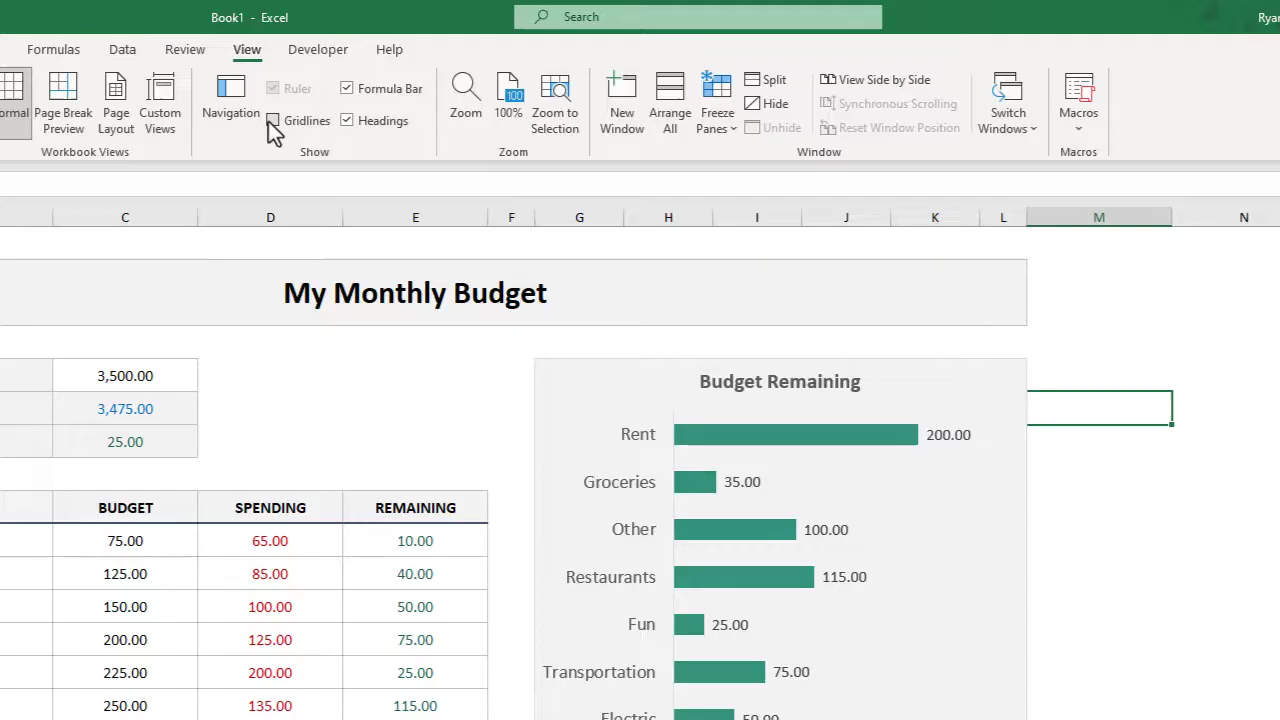 Book1 - Excel
Search
Ryan
Formulas Data Review View Developer Help
Page Break Preview
Page Layout
Custom Views
Workbook Views
Navigation
Ruler
Gridlines
Formula Bar
Headings
Show
Zoom
100
100%
Zoom to Selection
Zoom
New Window
Arrange All
Freeze Panes
Split
Hide
Unhide
View Side by Side
Synchronous Scrolling
Reset Window Position
Switch Windows
Window
Macros
Macros
C D E F G H I J K L M N
My Monthly Budget
3,500.00
3,475.00
25.00
BUDGET SPENDING REMAINING
75.00 65.00 10.00
125.00 85.00 40.00
150.00 100.00 50.00
200.00 125.00 75.00
225.00 200.00 25.00
250.00 135.00 115.00
Budget Remaining
Rent 200.00
Groceries 35.00
Other 100.00
Restaurants 115.00
Fun 25.00
Transportation 75.00
Electric 50.00